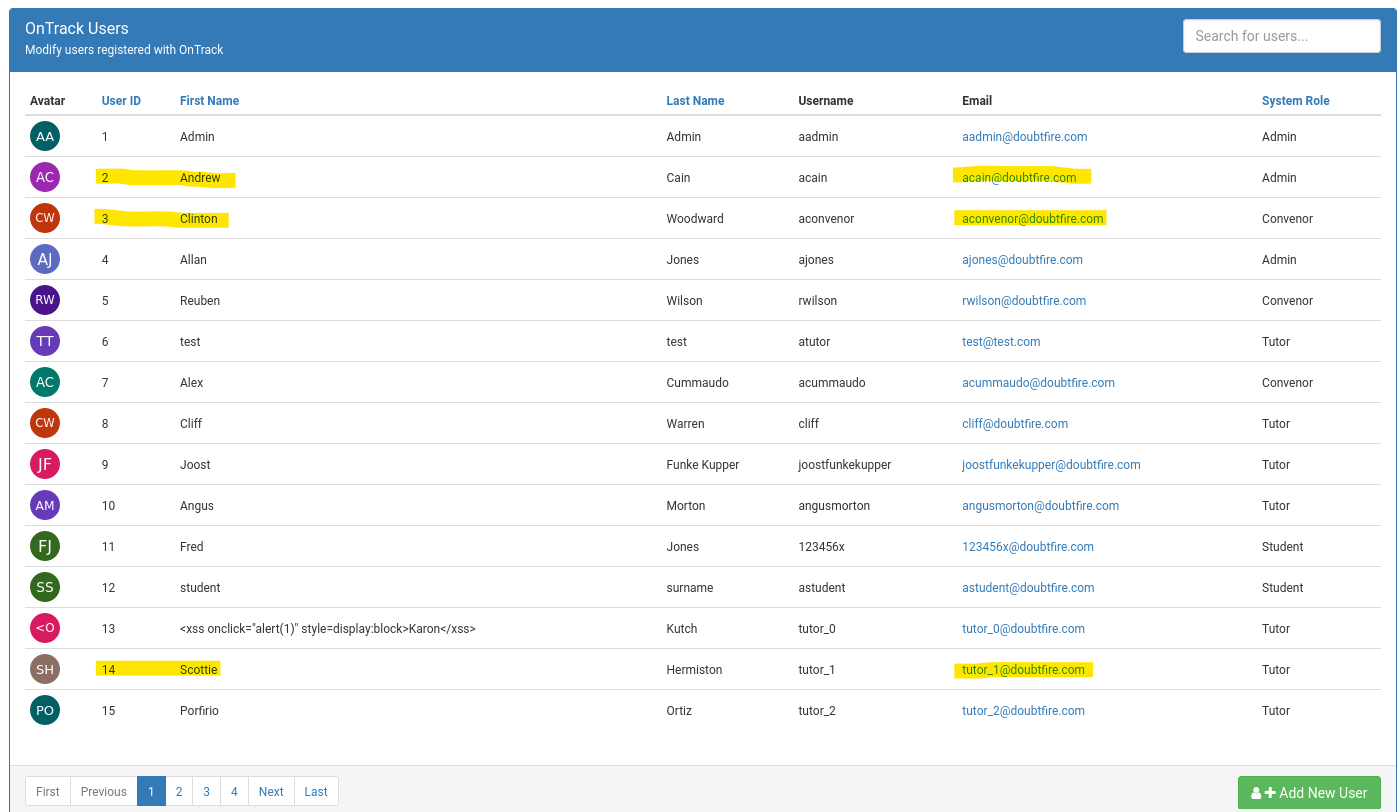 OnTrack Users
Modify users registered with OnTrack
Search for users...
Avatar User ID First Name Last Name Username Email System Role
AA 1 Admin Admin aadmin aadmin@doubtfire.com Admin
AC 2 Andrew Cain acain acain@doubtfire.com Admin
CW 3 Clinton Woodward aconvenor aconvenor@doubtfire.com Convenor
AJ 4 Allan Jones ajones ajones@doubtfire.com Admin
RW 5 Reuben Wilson rwilson rwilson@doubtfire.com Convenor
TT 6 test test atutor test@test.com Tutor
AC 7 Alex Cummaudo acummaudo acummaudo@doubtfire.com Convenor
CW 8 Cliff Warren cliff cliff@doubtfire.com Tutor
JF 9 Joost Funke Kupper joostfunkekupper joostfunkekupper@doubtfire.com Tutor
AM 10 Angus Morton angusmorton angusmorton@doubtfire.com Tutor
FJ 11 Fred Jones 123456x 123456x@doubtfire.com Student
SS 12 student surname astudent astudent@doubtfire.com Student
<O 13 <xss onclick="alert(1)" style=display:block>Karon</xss> Kutch tutor_0 tutor_0@doubtfire.com Tutor
SH 14 Scottie Hermiston tutor_1 tutor_1@doubtfire.com Tutor
PO 15 Porfirio Ortiz tutor_2 tutor_2@doubtfire.com Tutor
First Previous 1 2 3 4 Next Last
Add New User